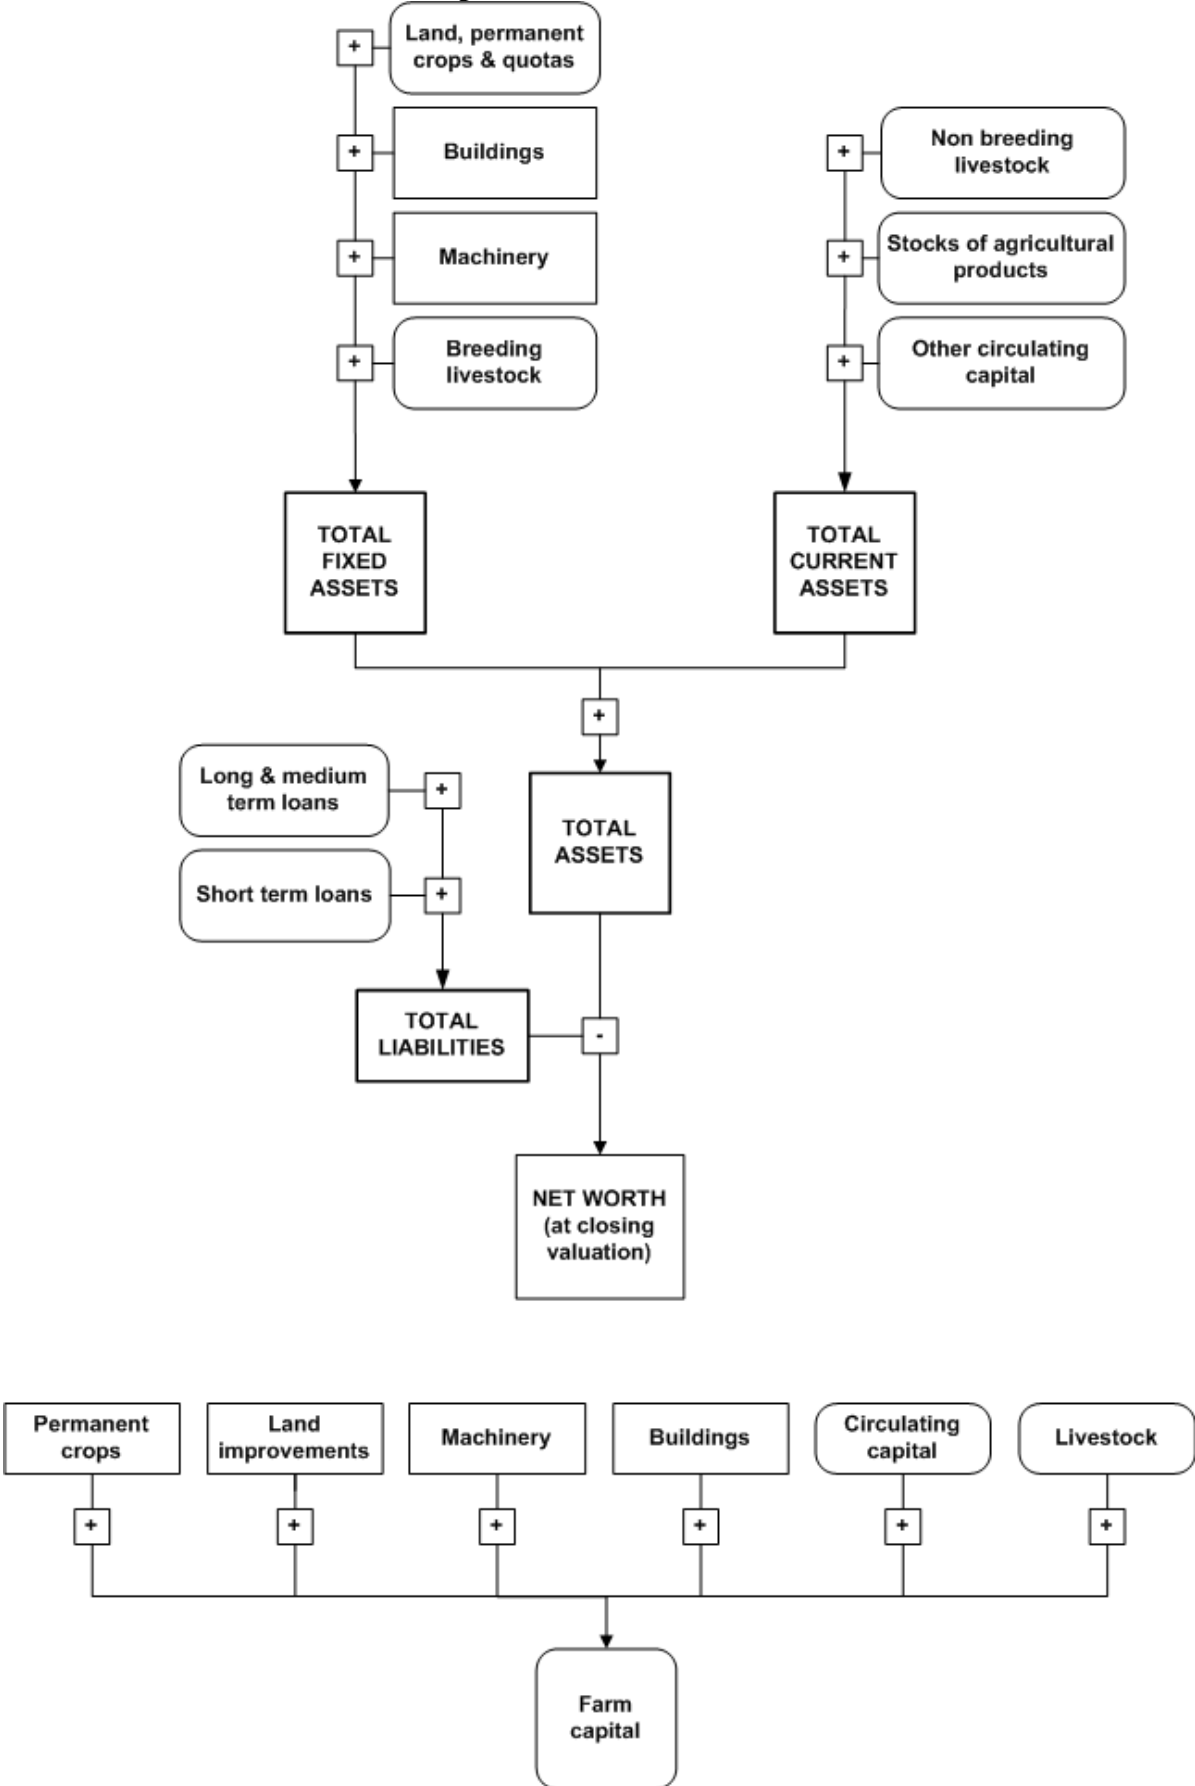 +
Land, permanent
crops & quotas
+
Buildings
+
Non breeding
livestock
+
Machinery
+
Stocks of agricultural
products
+
Breeding
livestock
+
Other circulating
capital
TOTAL
FIXED
ASSETS
TOTAL
CURRENT
ASSETS
+
Long & medium
term loans
+
TOTAL
ASSETS
Short term loans
+
TOTAL
LIABILITIES
-
NET WORTH
(at closing
valuation)
Permanent
crops
Land
improvements
Machinery
Buildings
Circulating
capital
Livestock
+
+
+
+
+
+
Farm
capital